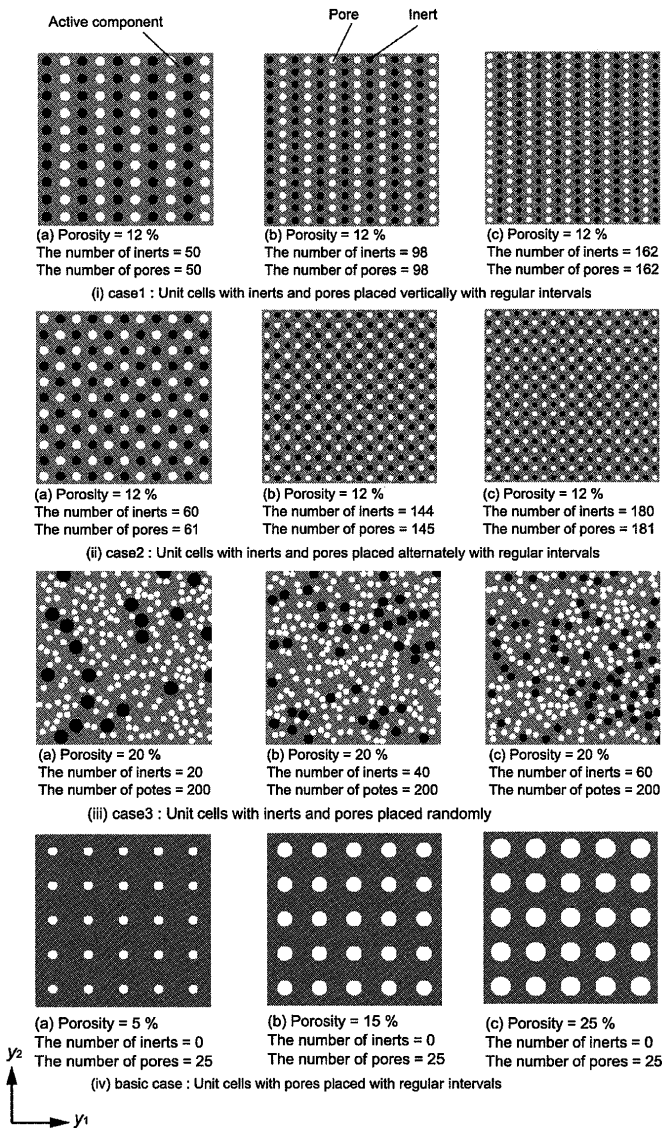 Active component
Pore
Inert
(a) Porosity = 12 %
The number of inerts = 50
The number of pores = 50
(b) Porosity = 12 %
The number of inerts = 98
The number of pores = 98
(c) Porosity = 12 %
The number of inerts = 162
The number of pores = 162
(i) case1 : Unit cells with inerts and pores placed vertically with regular intervals
(a) Porosity = 12 %
The number of inerts = 60
The number of pores = 61
(b) Porosity = 12 %
The number of inerts = 144
The number of pores = 145
(c) Porosity = 12 %
The number of inerts = 180
The number of pores = 181
(ii) case2 : Unit cells with inerts and pores placed alternately with regular intervals
(a) Porosity = 20 %
The number of inerts = 20
The number of potes = 200
(b) Porosity = 20 %
The number of inerts = 40
The number of potes = 200
(c) Porosity = 20 %
The number of inerts = 60
The number of potes = 200
(iii) case3 : Unit cells with inerts and pores placed randomly
(a) Porosity = 5 %
The number of inerts = 0
The number of pores = 25
(b) Porosity = 15 %
The number of inerts = 0
The number of pores = 25
(c) Porosity = 25 %
The number of inerts = 0
The number of pores = 25
(iv) basic case : Unit cells with pores placed with regular intervals
y2
y1